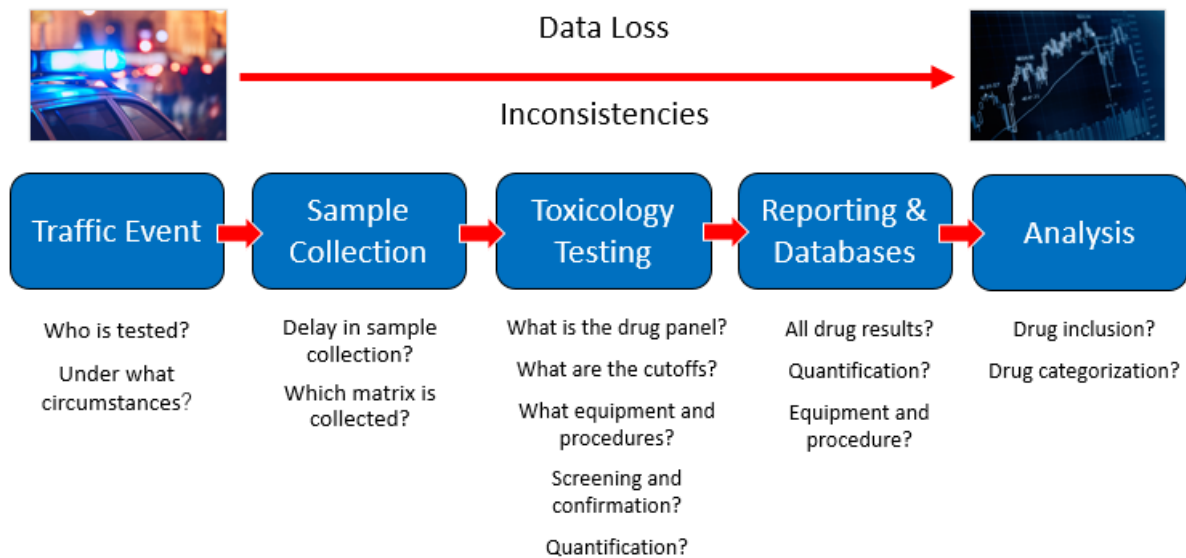 Data Loss
Inconsistencies
Traffic Event
Sample
Collection
Toxicology
Testing
Reporting &
Databases
Analysis
Who is tested?
Under what
circumstances?
Delay in sample
collection?
Which matrix is
collected?
What is the drug panel?
What are the cutoffs?
What equipment and
procedures?
Screening and
confirmation?
Quantification?
All drug results?
Quantification?
Equipment and
procedure?
Drug inclusion?
Drug categorization?